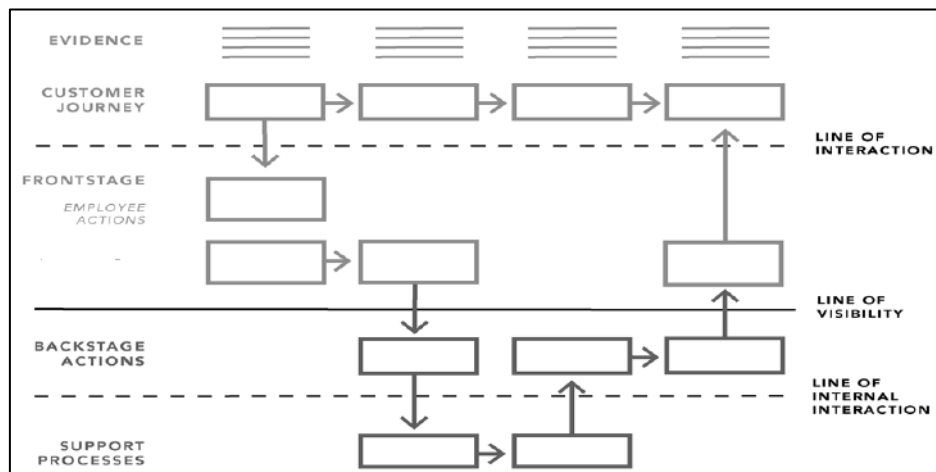 EVIDENCE
CUSTOMER
JOURNEY
LINE OF
INTERACTION
FRONTSTAGE
EMPLOYEE
ACTIONS
LINE OF
VISIBILITY
BACKSTAGE
ACTIONS
LINE OF
INTERNAL
INTERACTION
SUPPORT
PROCESSES